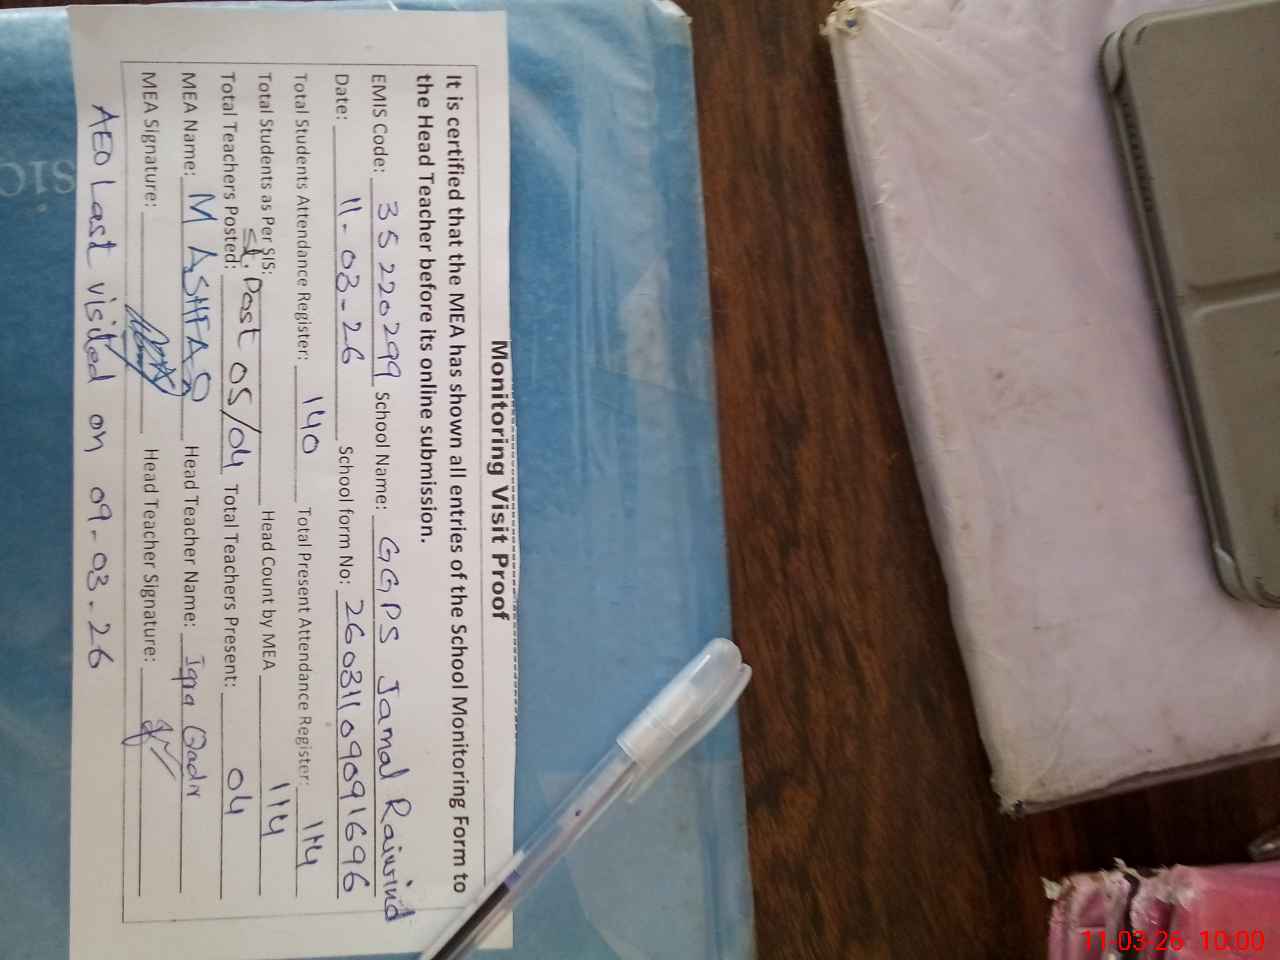 Monitoring Visit Proof
It is certified that the MEA has shown all entries of the School Monitoring Form to
the Head Teacher before its online submission.
EMIS Code: 35220299 School Name: GGPS Jamal Raiwind
Date: 11-03-26 School form No: 260311090916 96
Total Students Attendance Register: 140 Total Present Attendance Register: 114
Total Students as Per SIS: Head Count by MEA 114
Total Teachers Posted: Post 05/04 Total Teachers Present: 04
MEA Name: M ASHFAQ Head Teacher Name: Iqra Qadir
MEA Signature: Head Teacher Signature:
AEO Last visited on 09-03-26
11-03-26 10:00